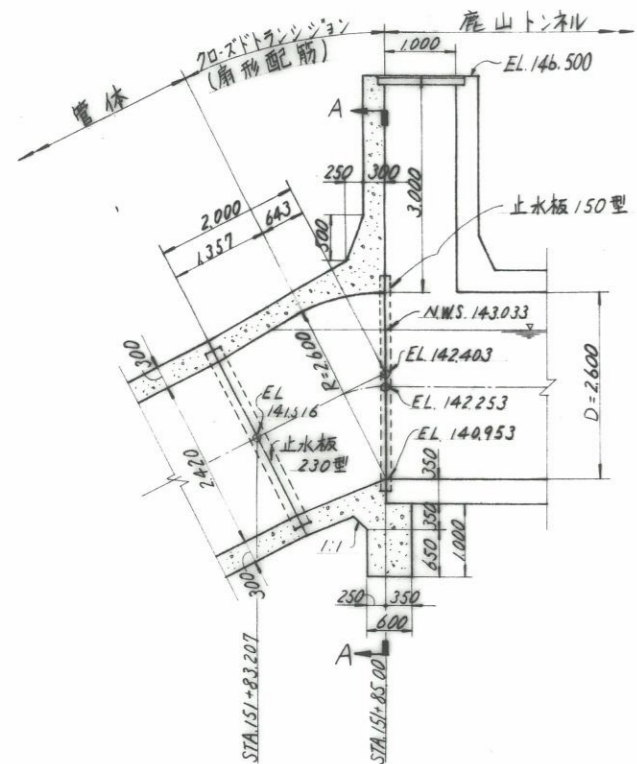 管体
クローズドトランジション
(扇形配筋)
鹿山トンネル
1.000
EL.146.500
A
250
300
3.000
2.000
643
1.357
500
止水板150型
N.W.S. 143.033
EL.142.403
EL.142.253
EL.140.953
R=2.600
D=2.600
300
EL
141.516
止水板
230型
2420
300
1:1
350
350
650
1.000
250
350
600
A
STA.151+83.207
STA.151+85.00